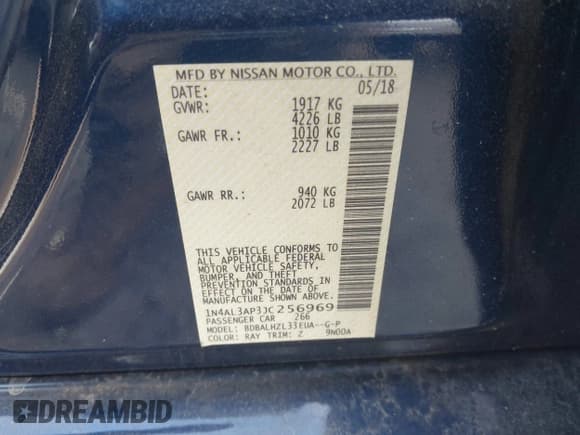 MFD BY NISSAN MOTOR CO., LTD.
DATE: 05/18
GVWR: 1917 KG
4226 LB
GAWR FR.: 1010 KG
2227 LB
GAWR RR.: 940 KG
2072 LB
THIS VEHICLE CONFORMS TO
ALL APPLICABLE FEDERAL
MOTOR VEHICLE SAFETY,
BUMPER, AND THEFT
PREVENTION STANDARDS IN
EFFECT ON THE DATE OF
MANUFACTURE SHOWN ABOVE.
1N4AL3AP3JC256969
PASSENGER CAR 266
MODEL: BDBALHZL33EUA--G-P
COLOR: RAY TRIM: Z 9N00A
DREAMBID